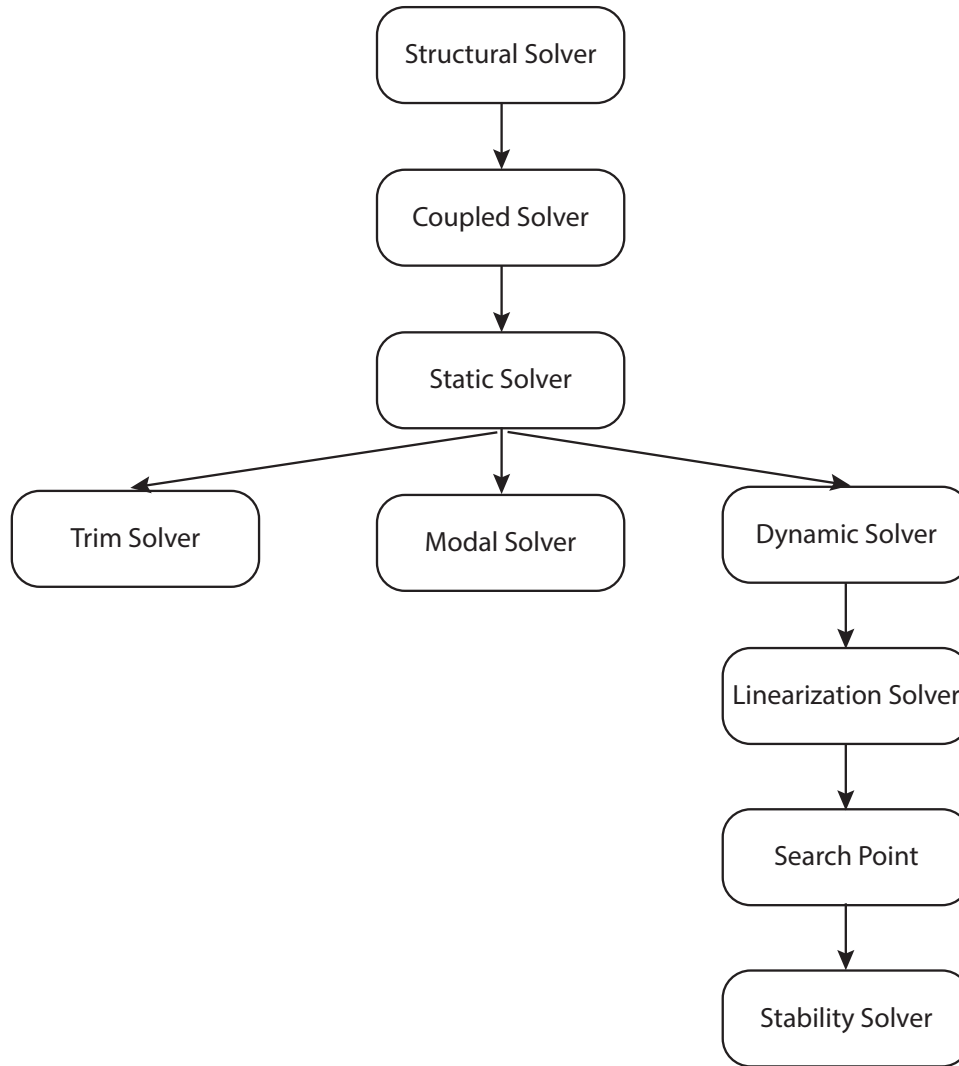 Structural Solver
Coupled Solver
Static Solver
Trim Solver
Modal Solver
Dynamic Solver
Linearization Solver
Search Point
Stability Solver